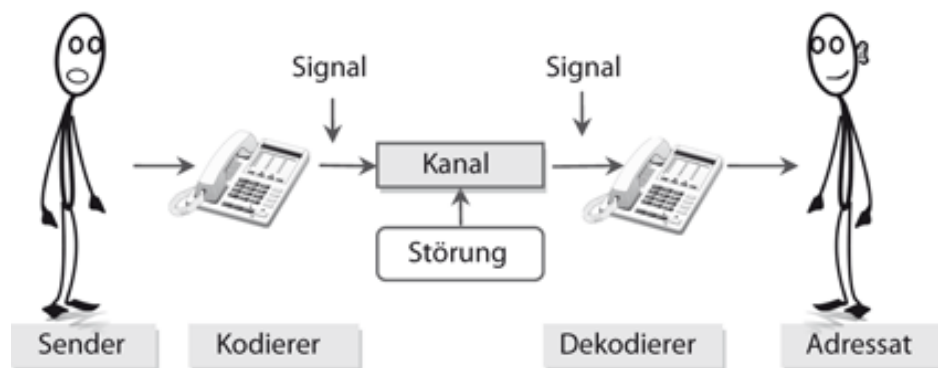 Signal
Signal
Kanal
Störung
Sender
Kodierer
Dekodierer
Adressat